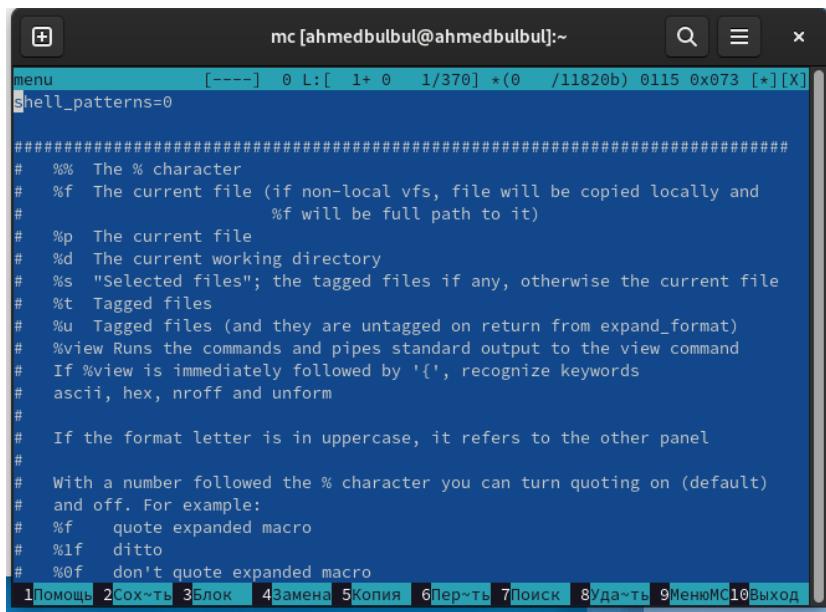 mc [ahmedbulbul@ahmedbulbul]:~
menu [----] 0 L:[ 1+ 0 1/370] *(0 /11820b) 0115 0x073 [*][X]
shell_patterns=0
###############################################################################
# %% The % character
# %f The current file (if non-local vfs, file will be copied locally and
# %f will be full path to it)
# %p The current file
# %d The current working directory
# %s "Selected files"; the tagged files if any, otherwise the current file
# %t Tagged files
# %u Tagged files (and they are untagged on return from expand_format)
# %view Runs the commands and pipes standard output to the view command
# If %view is immediately followed by '{', recognize keywords
# ascii, hex, nroff and unform
#
# If the format letter is in uppercase, it refers to the other panel
#
# With a number followed the % character you can turn quoting on (default)
# and off. For example:
# %f quote expanded macro
# %1f ditto
# %0f don't quote expanded macro
1Помощь 2Сох~ть 3Блок 4Замена 5Копия 6Пер~ть 7Поиск 8Уда~ть 9МенюMC 10Выход